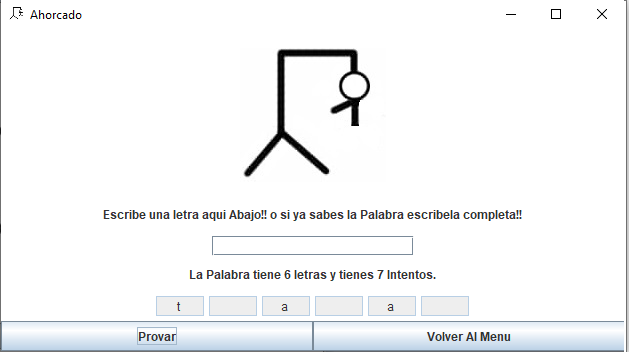 Ahorcado
Escribe una letra aqui Abajo!! o si ya sabes la Palabra escribela completa!!
La Palabra tiene 6 letras y tienes 7 Intentos.
t a a
Provar Volver Al Menu